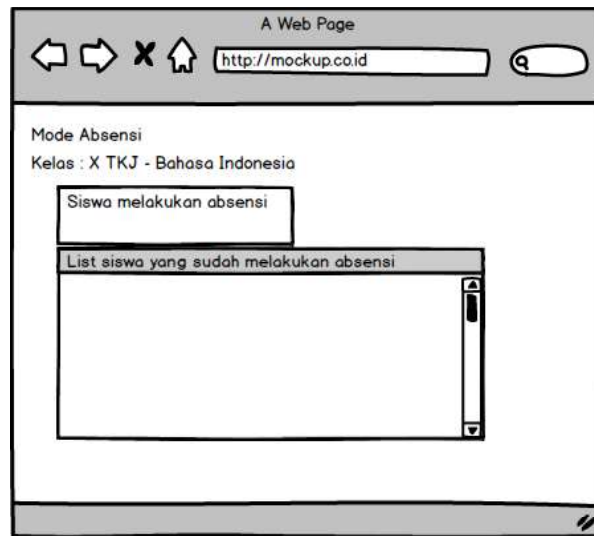 A Web Page
http://mockup.co.id
Mode Absensi
Kelas : X TKJ - Bahasa Indonesia
Siswa melakukan absensi
List siswa yang sudah melakukan absensi